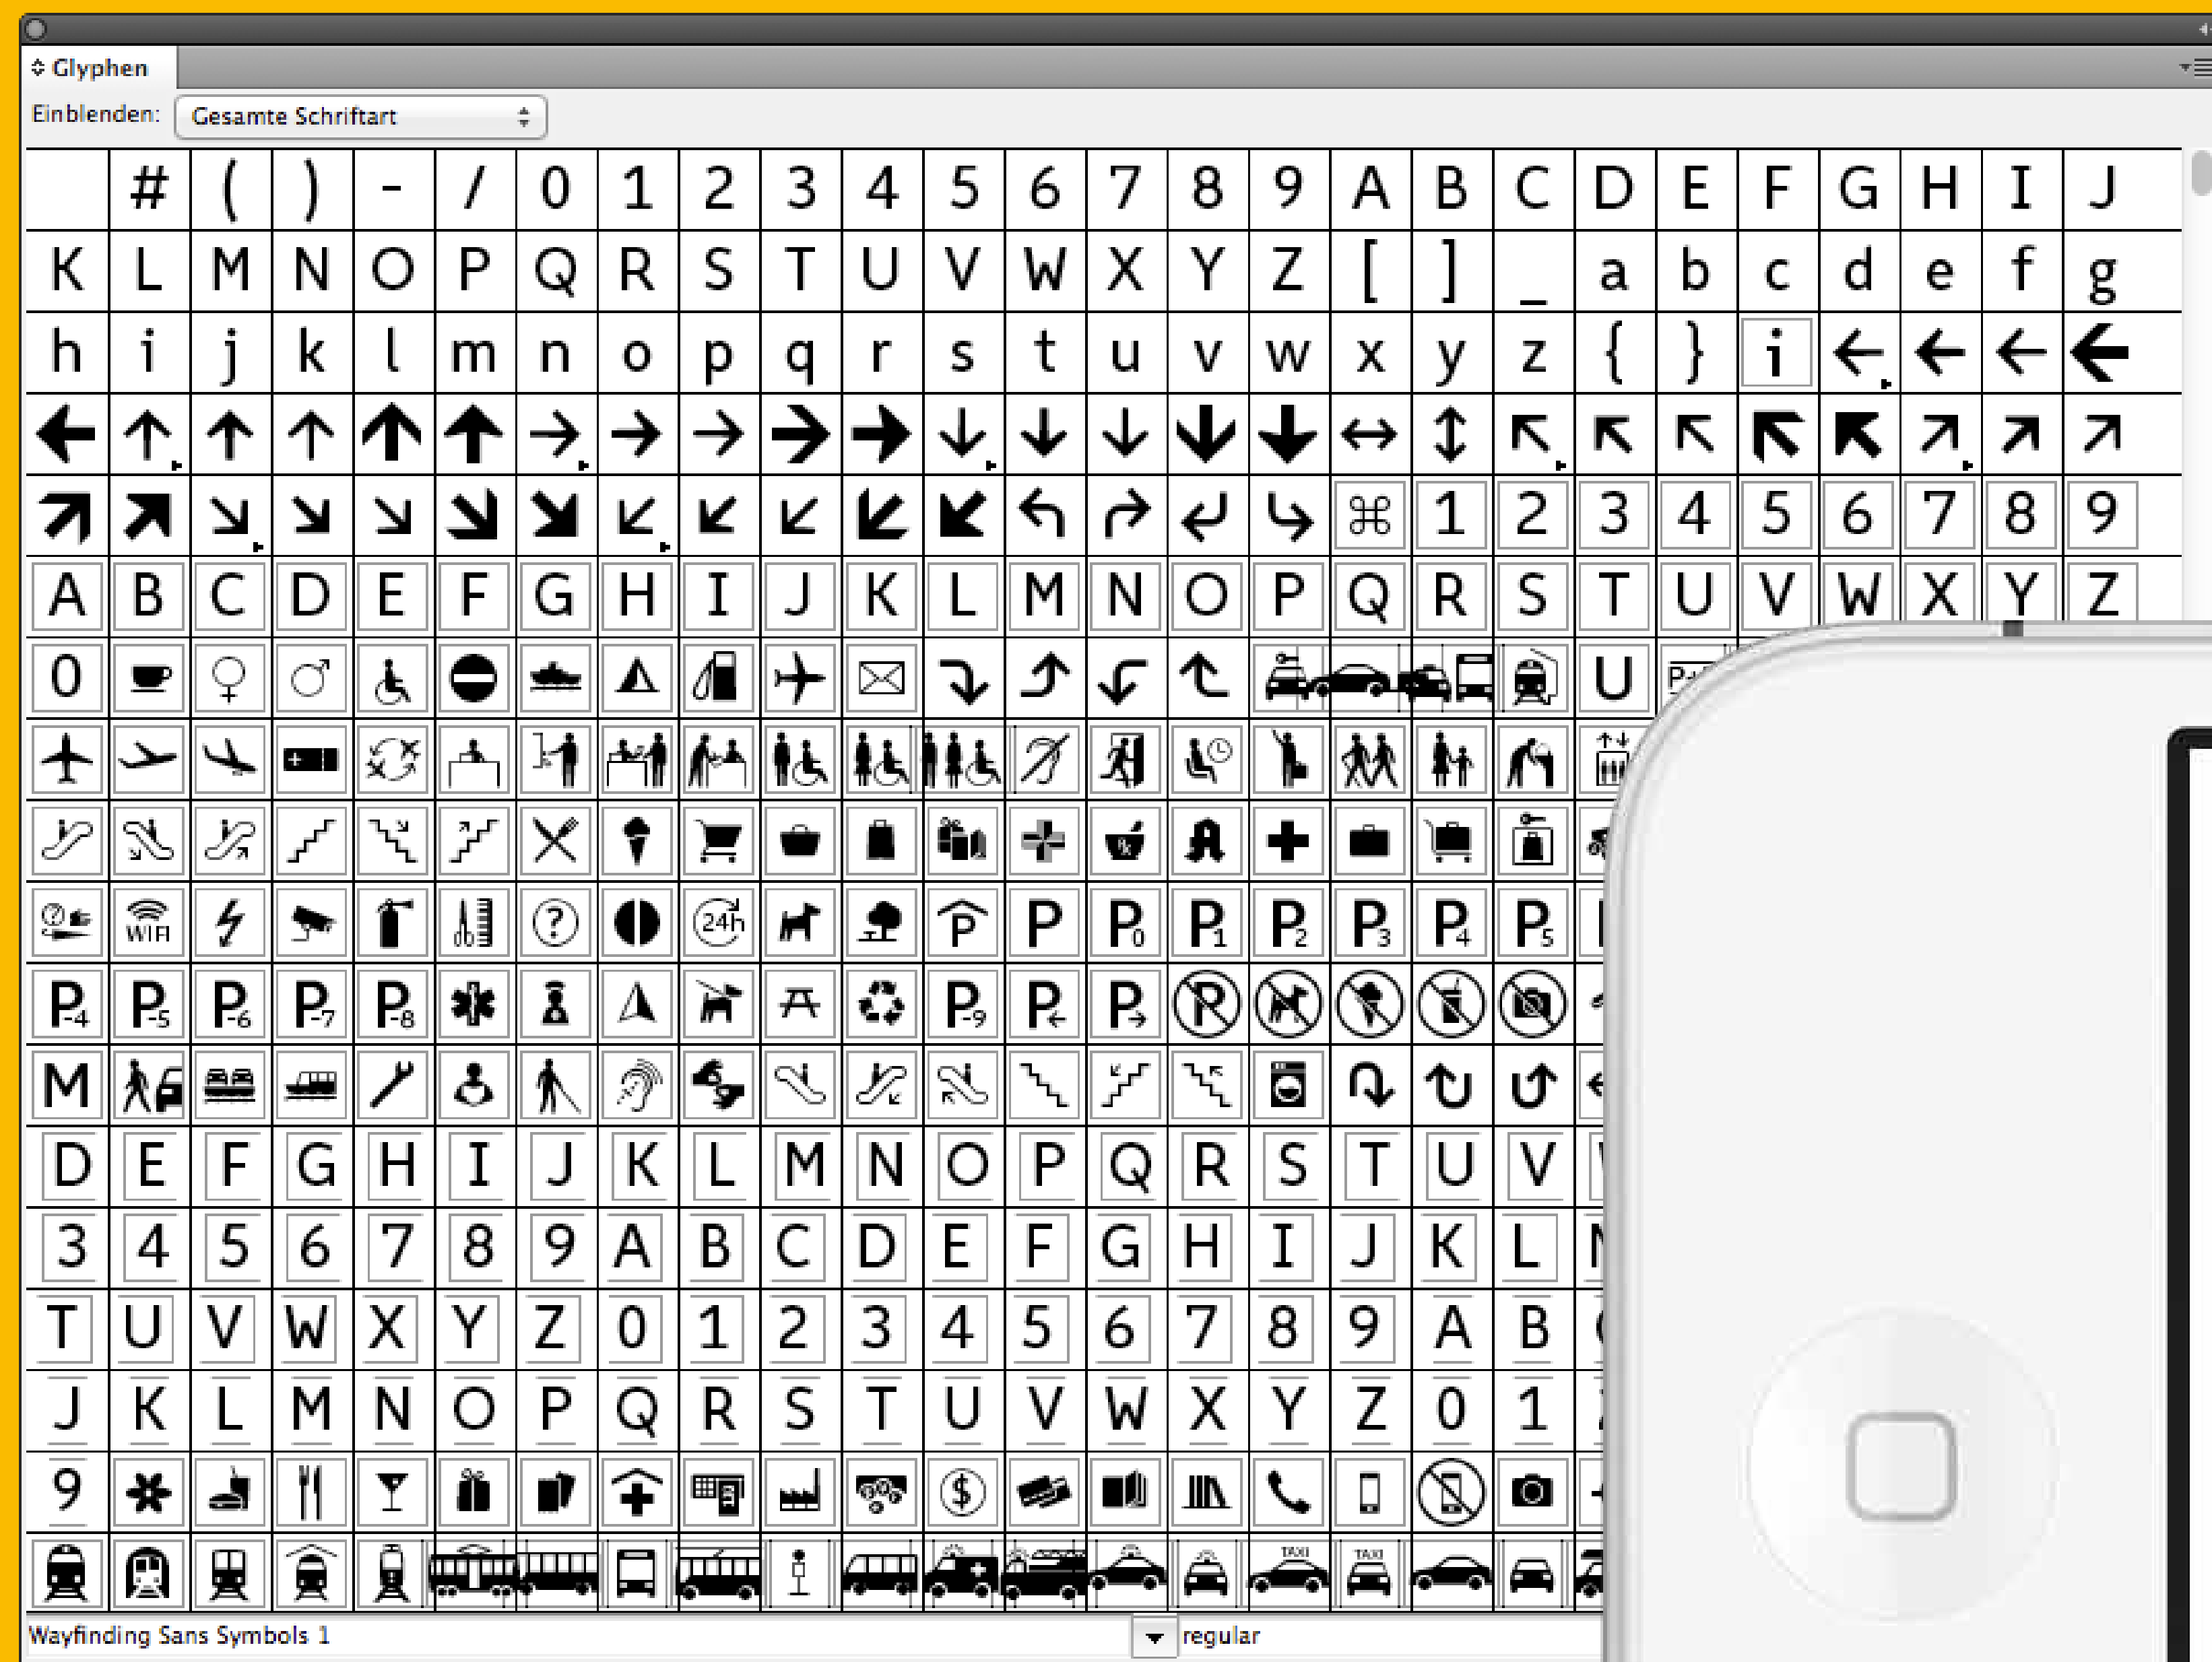 Glyphen
Einblenden: Gesamte Schriftart
# ( ) - / 0 1 2 3 4 5 6 7 8 9 A B C D E F G H I J
K L M N O P Q R S T U V W X Y Z [ ] _ a b c d e f g
h i j k l m n o p q r s t u v w x y z { } i ← ← ← ←
← ↑ ↑ ↑ ↑ ↑ → → → → → ↓ ↓ ↓ ↓ ↓ ↔ ↕ ↖ ↖ ↖ ↖ ↖ ↗ ↗ ↗
↗ ↗ ↘ ↘ ↘ ↘ ↘ ↙ ↙ ↙ ↙ ↙ ↰ ↱ ↲ ↳ ⌘ 1 2 3 4 5 6 7 8 9
A B C D E F G H I J K L M N O P Q R S T U V W X Y Z
0 ♀ ♂ U
WIFI ? 24h P P P0 P1 P2 P3 P4 P5
P-4 P-5 P-6 P-7 P-8 P-9 P← P→ P
M
D E F G H I J K L M N O P Q R S T U V
3 4 5 6 7 8 9 A B C D E F G H I J K L
T U V W X Y Z 0 1 2 3 4 5 6 7 8 9 A B
J K L M N O P Q R S T U V W X Y Z 0 1
9 $
TAXI TAXI
Wayfinding Sans Symbols 1 regular